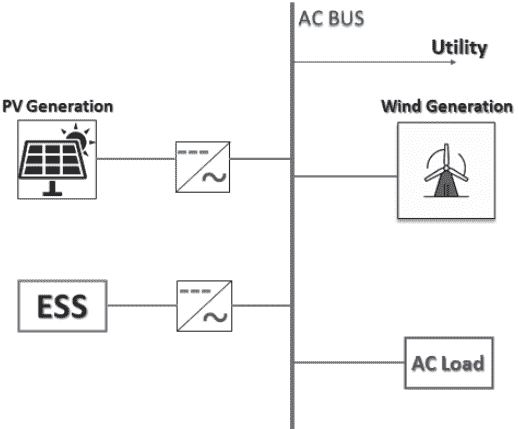 AC BUS
Utility
PV Generation
Wind Generation
ESS
AC Load